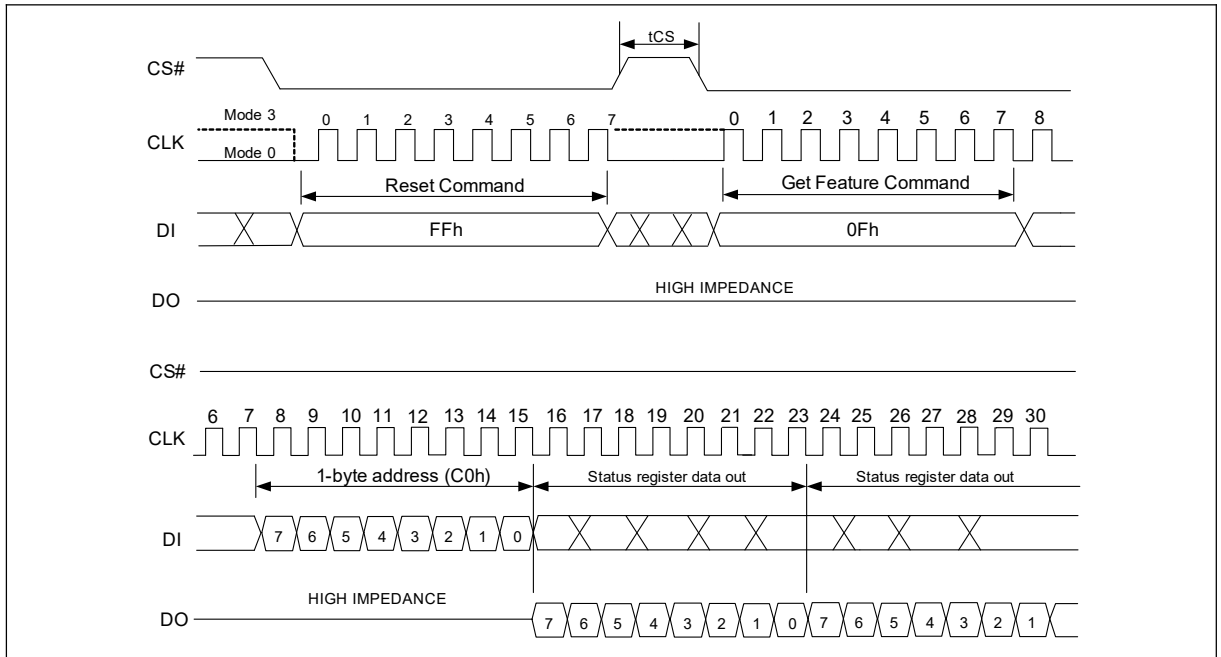 tCS
CS#
Mode 3
0 1 2 3 4 5 6 7 0 1 2 3 4 5 6 7 8
CLK
Mode 0
Reset Command Get Feature Command
DI FFh 0Fh
HIGH IMPEDANCE
DO
CS#
6 7 8 9 10 11 12 13 14 15 16 17 18 19 20 21 22 23 24 25 26 27 28 29 30
CLK
1-byte address (C0h) Status register data out Status register data out
DI 7 6 5 4 3 2 1 0
HIGH IMPEDANCE
DO 7 6 5 4 3 2 1 0 7 6 5 4 3 2 1